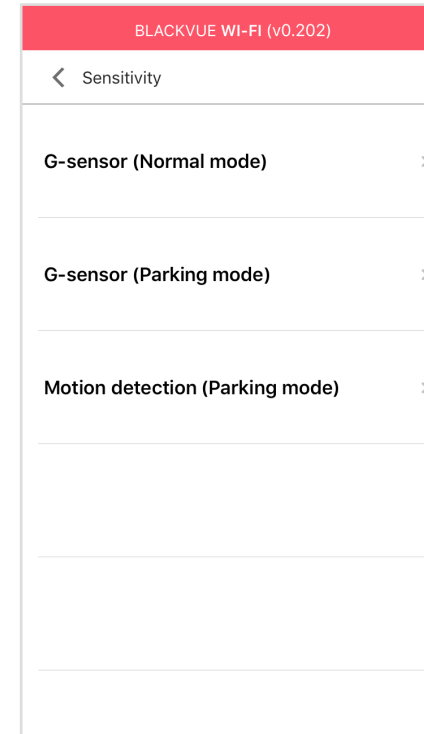 BLACKVUE WI-FI (v0.202)
Sensitivity
G-sensor (Normal mode)
G-sensor (Parking mode)
Motion detection (Parking mode)